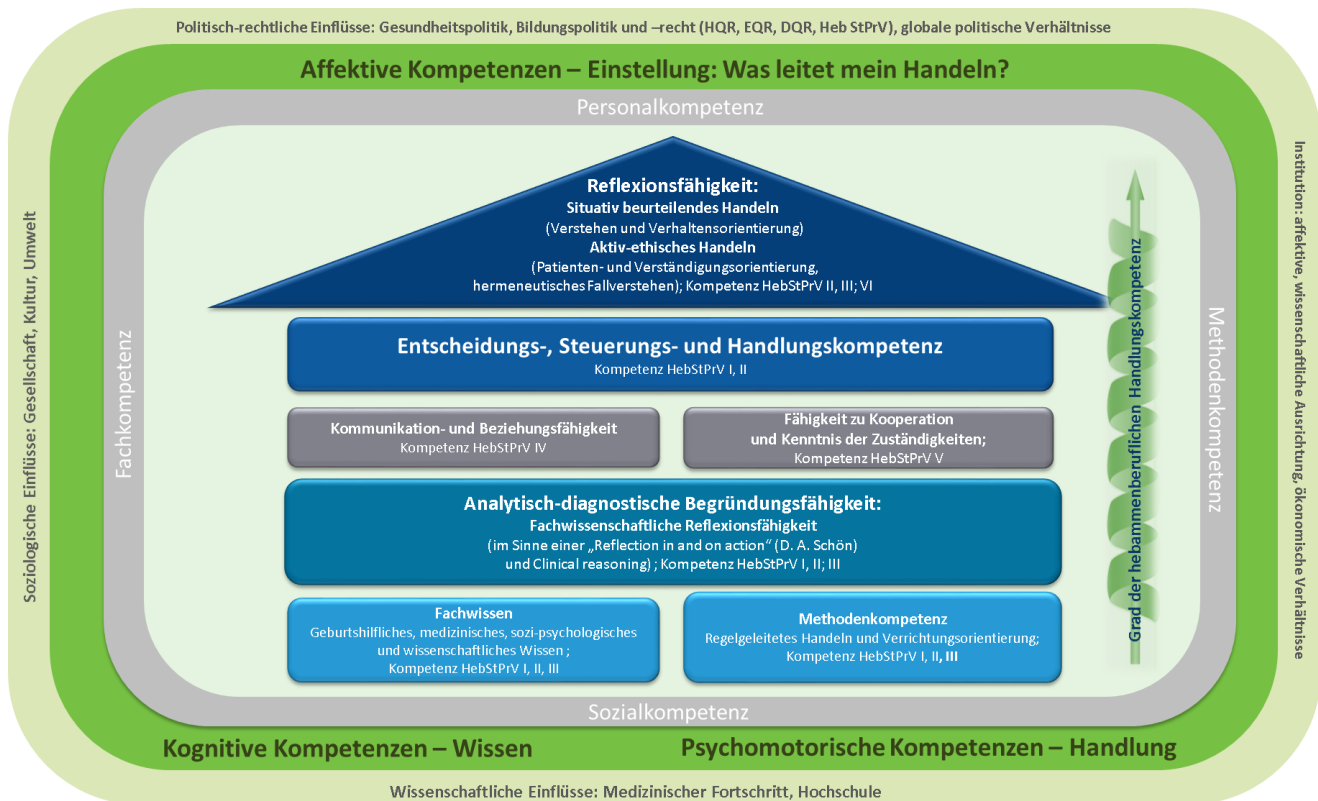 Politisch-rechtliche Einflüsse: Gesundheitspolitik, Bildungspolitik und –recht (HQR, EQR, DQR, Heb StPrV), globale politische Verhältnisse
Affektive Kompetenzen – Einstellung: Was leitet mein Handeln?
Personalkompetenz
Soziologische Einflüsse: Gesellschaft, Kultur, Umwelt
Fachkompetenz
Reflexionsfähigkeit:
Situativ beurteilendes Handeln
(Verstehen und Verhaltensorientierung)
Aktiv-ethisches Handeln
(Patienten- und Verständigungsorientierung,
hermeneutisches Fallverstehen); Kompetenz HebStPrV II, III; VI
Entscheidungs-, Steuerungs- und Handlungskompetenz
Kompetenz HebStPrV I, II
Kommunikation- und Beziehungsfähigkeit
Kompetenz HebStPrV IV
Fähigkeit zu Kooperation
und Kenntnis der Zuständigkeiten;
Kompetenz HebStPrV V
Analytisch-diagnostische Begründungsfähigkeit:
Fachwissenschaftliche Reflexionsfähigkeit
(im Sinne einer „Reflection in and on action“ (D. A. Schön)
und Clinical reasoning) ; Kompetenz HebStPrV I, II; III
Fachwissen
Geburtshilfliches, medizinisches, sozi-psychologisches
und wissenschaftliches Wissen ;
Kompetenz HebStPrV I, II, III
Methodenkompetenz
Regelgeleitetes Handeln und Verrichtungsorientierung;
Kompetenz HebStPrV I, II, III
Grad der hebammenberuflichen Handlungskompetenz
Methodenkompetenz
Institution: affektive, wissenschaftliche Ausrichtung, ökonomische Verhältnisse
Sozialkompetenz
Kognitive Kompetenzen – Wissen
Psychomotorische Kompetenzen – Handlung
Wissenschaftliche Einflüsse: Medizinischer Fortschritt, Hochschule